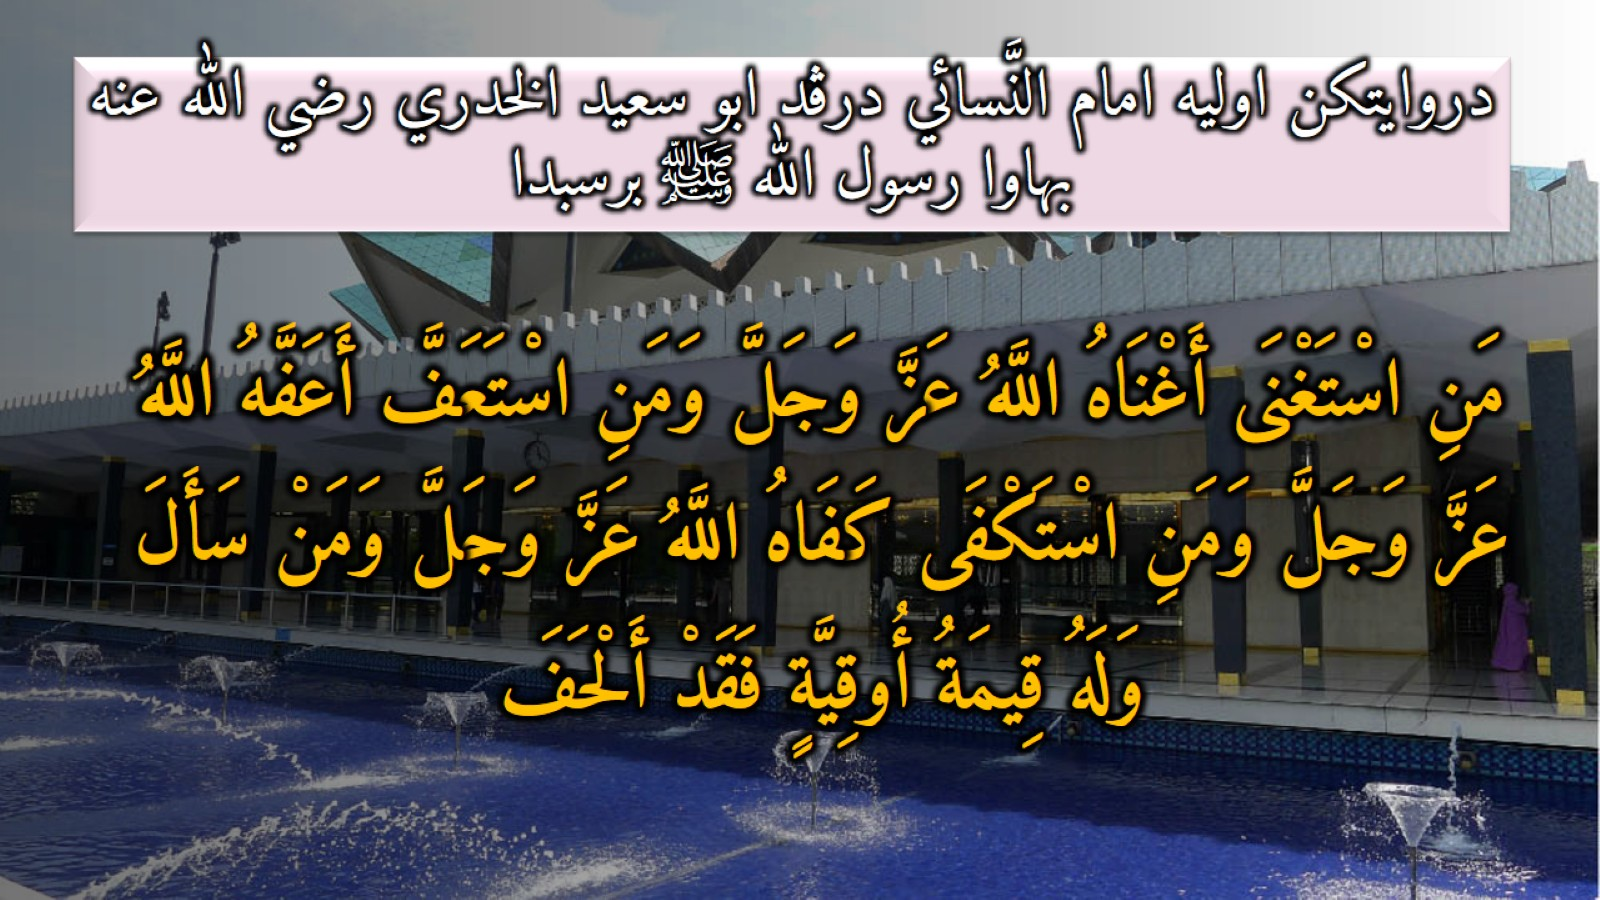 دروايتكن اوليه امام النَّسائي درڤد ابو سعيد الخدري رضي الله عنه
بهاوا رسول الله ﷺ برسبدا
مَنِ اسْتَغْنَى أَغْنَاهُ اللَّهُ عَزَّ وَجَلَّ وَمَنِ اسْتَعَفَّ أَعَفَّهُ اللَّهُ
عَزَّ وَجَلَّ وَمَنِ اسْتَكْفَى كَفَاهُ اللَّهُ عَزَّ وَجَلَّ وَمَنْ سَأَلَ
وَلَهُ قِيمَةُ أُوقِيَّةٍ فَقَدْ أَلْحَفَ